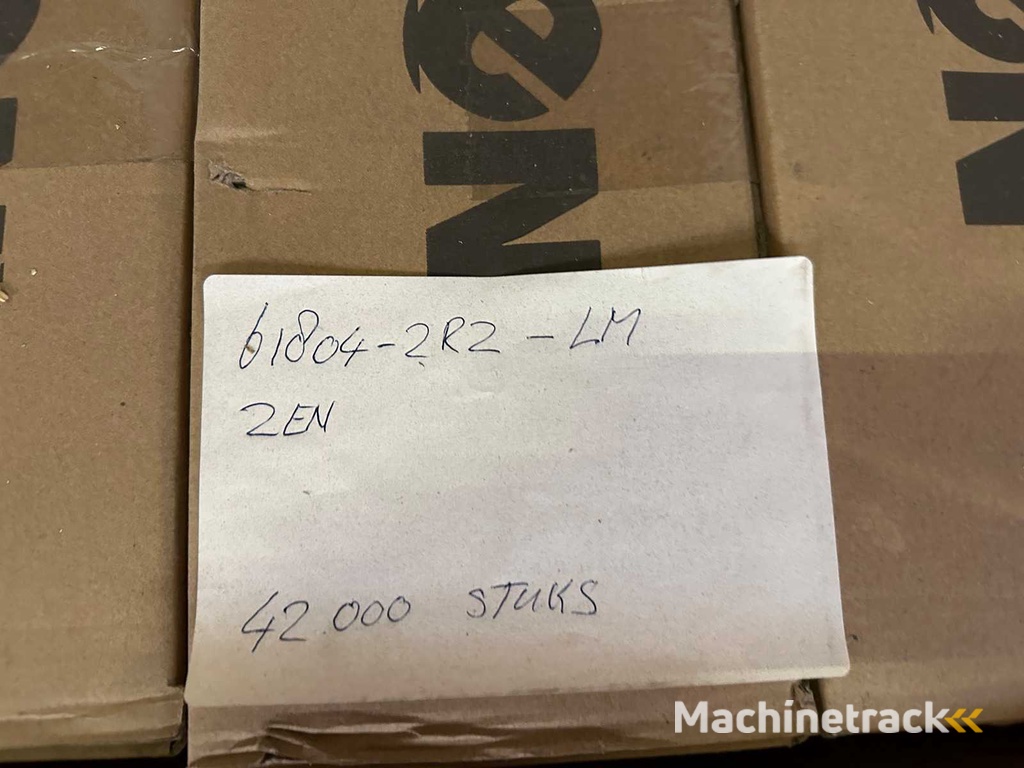 61804-2RZ-LM
ZEN
42.000 STUKS
Machinetrack